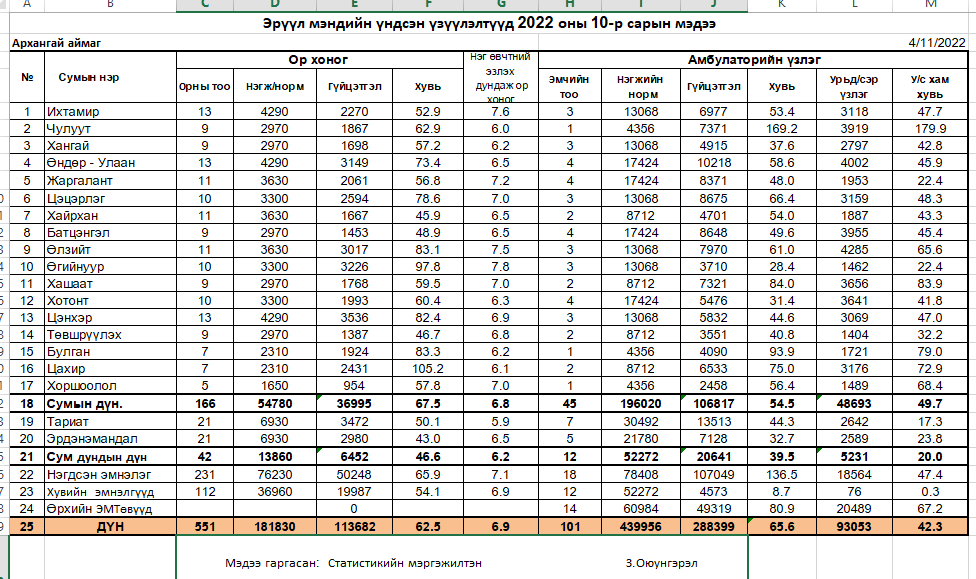 A B C D E F G H I J K L M
Эрүүл мэндийн үндсэн үзүүлэлтүүд 2022 оны 10-р сарын мэдээ
Архангай аймаг 4/11/2022
№ Сумын нэр Ор хоног Нэг өвчтний эзлэх дундаж ор хоног Амбулаторийн үзлэг
Орны тоо Нэгж/норм Гүйцэтгэл Хувь Эмчийн тоо Нэгжийн норм Гүйцэтгэл Хувь Урьд/сэр үзлэг У/с хам хувь
1 Ихтамир 13 4290 2270 52.9 7.6 3 13068 6977 53.4 3118 47.7
2 Чулуут 9 2970 1867 62.9 6.0 1 4356 7371 169.2 3919 179.9
3 Хангай 9 2970 1698 57.2 6.2 3 13068 4915 37.6 2797 42.8
4 Өндөр - Улаан 13 4290 3149 73.4 6.5 4 17424 10218 58.6 4002 45.9
5 Жаргалант 11 3630 2061 56.8 7.2 4 17424 8371 48.0 1953 22.4
6 Цэцэрлэг 10 3300 2594 78.6 7.0 3 13068 8675 66.4 3159 48.3
7 Хайрхан 11 3630 1667 45.9 6.5 2 8712 4701 54.0 1887 43.3
8 Батцэнгэл 9 2970 1453 48.9 6.5 4 17424 8648 49.6 3955 45.4
9 Өлзийт 11 3630 3017 83.1 7.5 3 13068 7970 61.0 4285 65.6
10 Өгийнуур 10 3300 3226 97.8 7.8 3 13068 3710 28.4 1462 22.4
11 Хашаат 9 2970 1768 59.5 7.0 2 8712 7321 84.0 3656 83.9
12 Хотонт 10 3300 1993 60.4 6.3 4 17424 5476 31.4 3641 41.8
13 Цэнхэр 13 4290 3536 82.4 6.9 3 13068 5832 44.6 3069 47.0
14 Төвшрүүлэх 9 2970 1387 46.7 6.8 2 8712 3551 40.8 1404 32.2
15 Булган 7 2310 1924 83.3 6.2 1 4356 4090 93.9 1721 79.0
16 Цахир 7 2310 2431 105.2 6.1 2 8712 6533 75.0 3176 72.9
17 Хоршоолол 5 1650 954 57.8 7.0 1 4356 2458 56.4 1489 68.4
18 Сумын дүн. 166 54780 36995 67.5 6.8 45 196020 106817 54.5 48693 49.7
19 Тариат 21 6930 3472 50.1 5.9 7 30492 13513 44.3 2642 17.3
20 Эрдэнэмандал 21 6930 2980 43.0 6.5 5 21780 7128 32.7 2589 23.8
21 Сум дундын дүн 42 13860 6452 46.6 6.2 12 52272 20641 39.5 5231 20.0
22 Нэгдсэн эмнэлэг 231 76230 50248 65.9 7.1 18 78408 107049 136.5 18564 47.4
23 Хувийн эмнэлгүүд 112 36960 19987 54.1 6.9 12 52272 4573 8.7 76 0.3
24 Өрхийн ЭМТөвүүд 0 14 60984 49319 80.9 20489 67.2
25 ДҮН 551 181830 113682 62.5 6.9 101 439956 288399 65.6 93053 42.3
Мэдээ гаргасан: Статистикийн мэргэжилтэн З.Оюунгэрэл